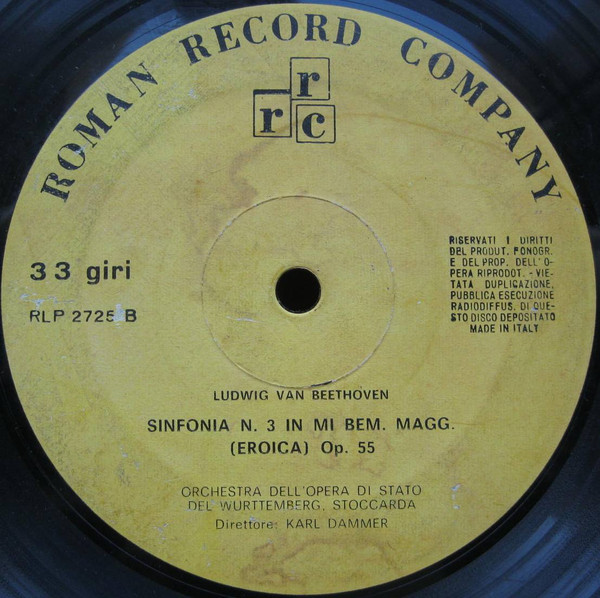 ROMAN RECORD COMPANY
r
r c
33 giri
RLP 2725 B
RISERVATI I DIRITTI
DEL PRODUT. FONOGR.
E DEL PROP. DELL'O-
PERA RIPRODOT. - VIE-
TATA DUPLICAZIONE,
PUBBLICA ESECUZIONE
RADIODIFFUS. DI QUE-
STO DISCO DEPOSITATO
MADE IN ITALY
LUDWIG VAN BEETHOVEN
SINFONIA N. 3 IN MI BEM. MAGG.
(EROICA) Op. 55
ORCHESTRA DELL'OPERA DI STATO
DEL WURTTEMBERG, STOCCARDA
Direttore: KARL DAMMER